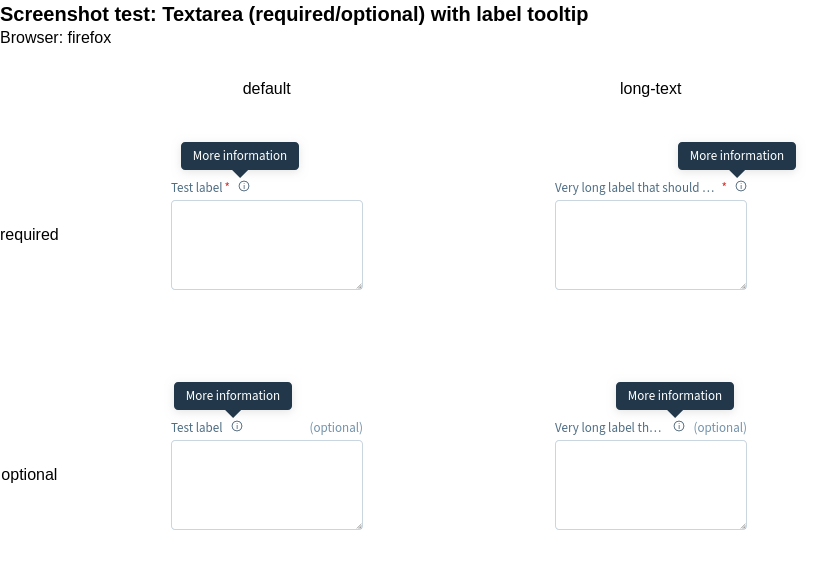 Screenshot test: Textarea (required/optional) with label tooltip
Browser: firefox
default
long-text
More information
More information
Test label *
Very long label that should … *
required
More information
More information
Test label
(optional)
Very long label th…
(optional)
optional